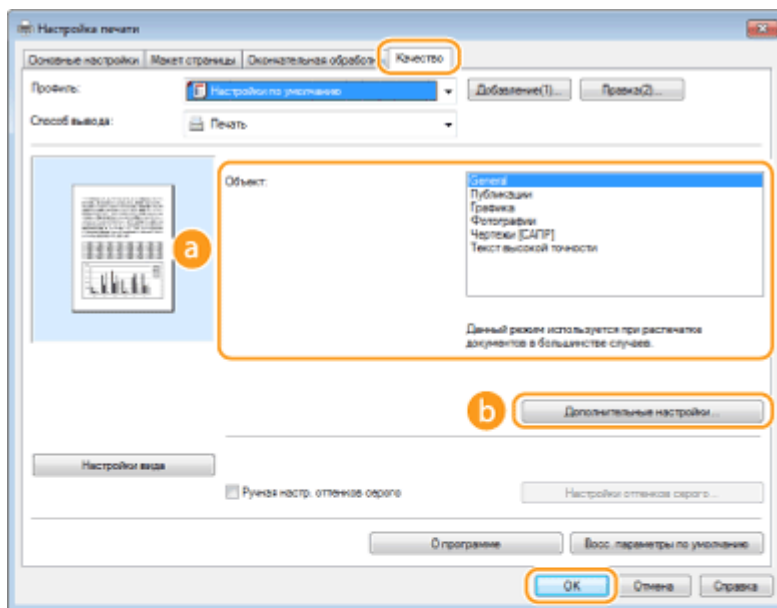 Настройка печати
Основные настройки Макет страницы Окончательная обработк Качество
Профиль: Настройки по умолчанию Добавление(1)... Правка(2)...
Способ вывода: Печать
Объект:
General
Публикации
Графика
Фотографии
Чертежи [САПР]
Текст высокой точности
a
Данный режим используется при распечатке
документов в большинстве случаев.
b Дополнительные настройки...
Настройки вида
Ручная настр. оттенков серого Настройки оттенков серого...
О программе Восс. параметры по умолчанию
OK Отмена Справка